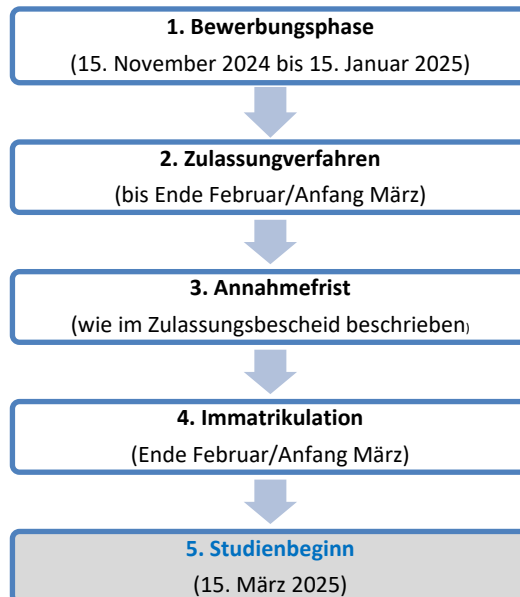 1. Bewerbungsphase
(15. November 2024 bis 15. Januar 2025)
2. Zulassungverfahren
(bis Ende Februar/Anfang März)
3. Annahmefrist
(wie im Zulassungsbescheid beschrieben)
4. Immatrikulation
(Ende Februar/Anfang März)
5. Studienbeginn
(15. März 2025)